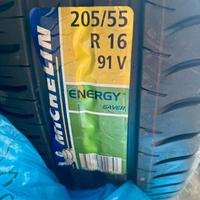 MICHELIN
205/55
R 16
91 V
ENERGY
SAVER